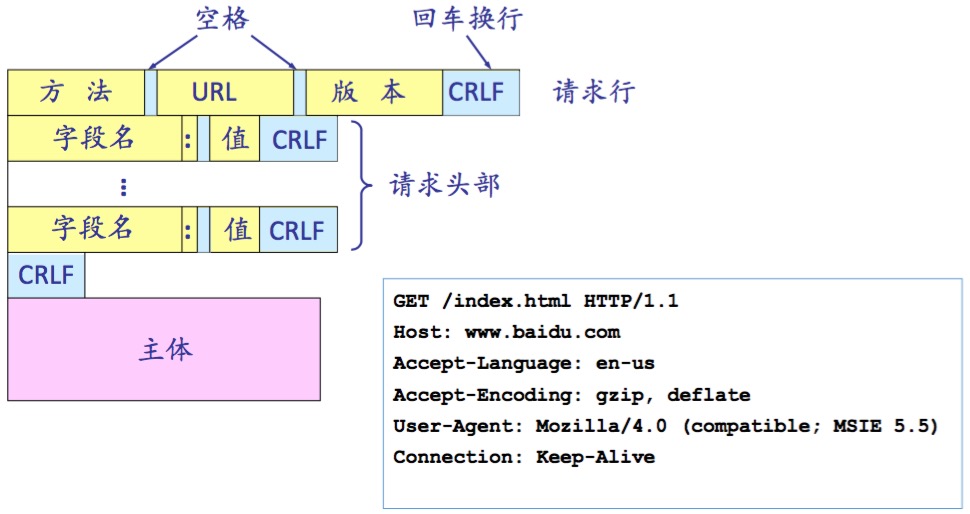 空格 回车换行
方 法 URL 版 本 CRLF 请求行
字段名 : 值 CRLF
⋮ 请求头部
字段名 : 值 CRLF
CRLF
主体
GET /index.html HTTP/1.1
Host: www.baidu.com
Accept-Language: en-us
Accept-Encoding: gzip, deflate
User-Agent: Mozilla/4.0 (compatible; MSIE 5.5)
Connection: Keep-Alive